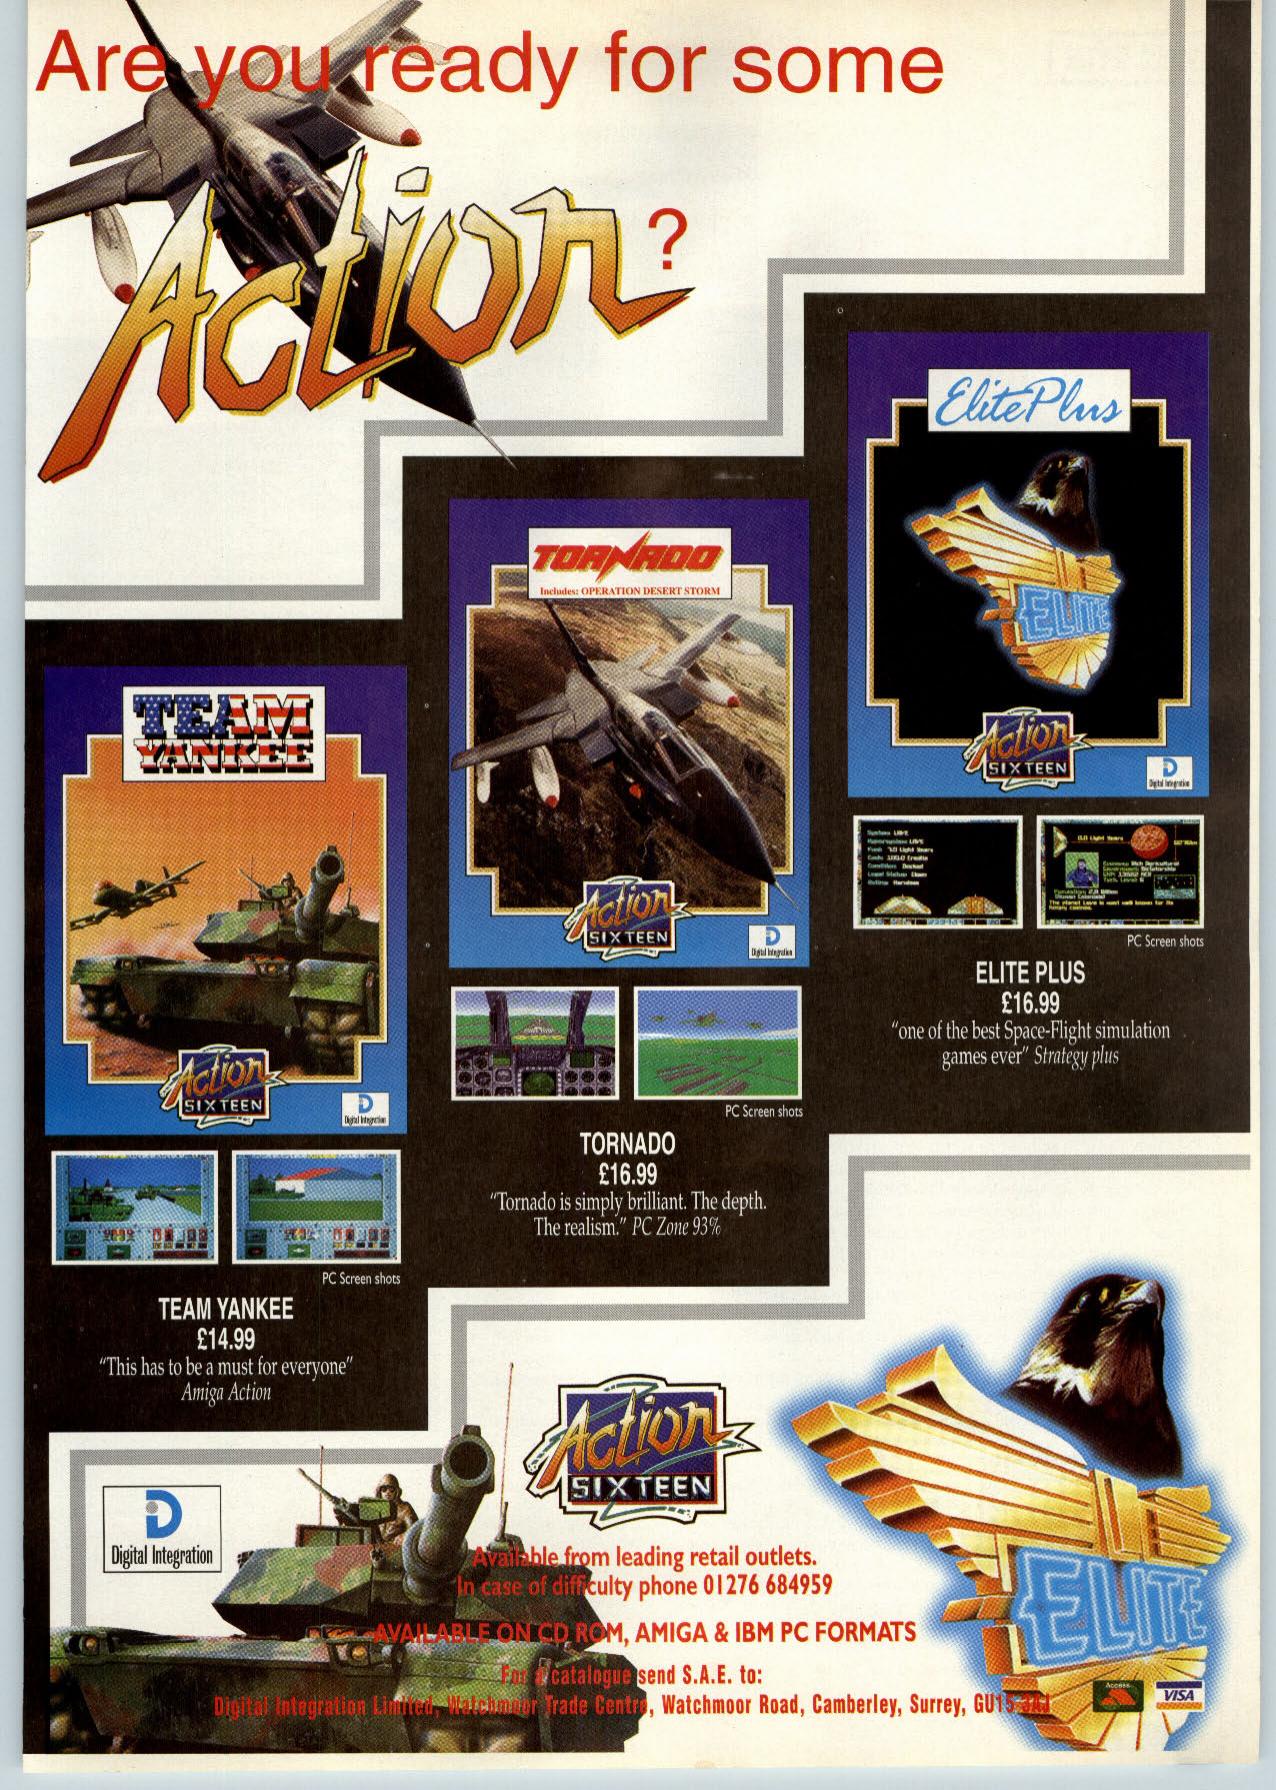 Are you ready for some
Action?
Elite Plus
ELITE
Action
SIXTEEN
Digital Integration
PC Screen shots
ELITE PLUS
£16.99
“one of the best Space-Flight simulation
games ever” Strategy plus
TORNADO
Includes: OPERATION DESERT STORM
Action
SIXTEEN
Digital Integration
PC Screen shots
TORNADO
£16.99
“Tornado is simply brilliant. The depth.
The realism.” PC Zone 93%
TEAM
YANKEE
Action
SIXTEEN
Digital Integration
PC Screen shots
TEAM YANKEE
£14.99
“This has to be a must for everyone”
Amiga Action
Action
SIXTEEN
Digital Integration
ELITE
Available from leading retail outlets.
In case of difficulty phone 01276 684959
AVAILABLE ON CD ROM, AMIGA & IBM PC FORMATS
For a catalogue send S.A.E. to:
Digital Integration Limited, Watchmoor Trade Centre, Watchmoor Road, Camberley, Surrey, GU15 3AJ
Access
VISA